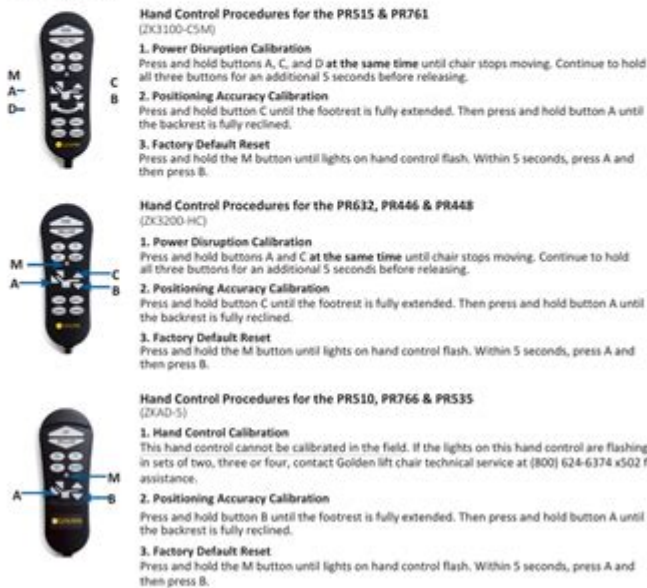 Hand Control Procedures for the PR515 & PR761
(ZK3100-C5M)
1. Power Disruption Calibration
Press and hold buttons A, C, and D at the same time until chair stops moving. Continue to hold
all three buttons for an additional 5 seconds before releasing.
M
A
D
C
B
2. Positioning Accuracy Calibration
Press and hold button C until the footrest is fully extended. Then press and hold button A until
the backrest is fully reclined.
3. Factory Default Reset
Press and hold the M button until lights on hand control flash. Within 5 seconds, press A and
then press B.
Hand Control Procedures for the PR632, PR446 & PR448
(ZK3200-HC)
1. Power Disruption Calibration
Press and hold buttons A and C at the same time until chair stops moving. Continue to hold
all three buttons for an additional 5 seconds before releasing.
M
A
C
B
2. Positioning Accuracy Calibration
Press and hold button C until the footrest is fully extended. Then press and hold button A until
the backrest is fully reclined.
3. Factory Default Reset
Press and hold the M button until lights on hand control flash. Within 5 seconds, press A and
then press B.
Hand Control Procedures for the PR510, PR766 & PR535
(ZKAD-5)
1. Hand Control Calibration
This hand control cannot be calibrated in the field. If the lights on this hand control are flashing
in sets of two, three or four, contact Golden lift chair technical service at (800) 624-6374 x502 f
assistance.
M
A
B
2. Positioning Accuracy Calibration
Press and hold button B until the footrest is fully extended. Then press and hold button A until
the backrest is fully reclined.
3. Factory Default Reset
Press and hold the M button until lights on hand control flash. Within 5 seconds, press A and
then press B.